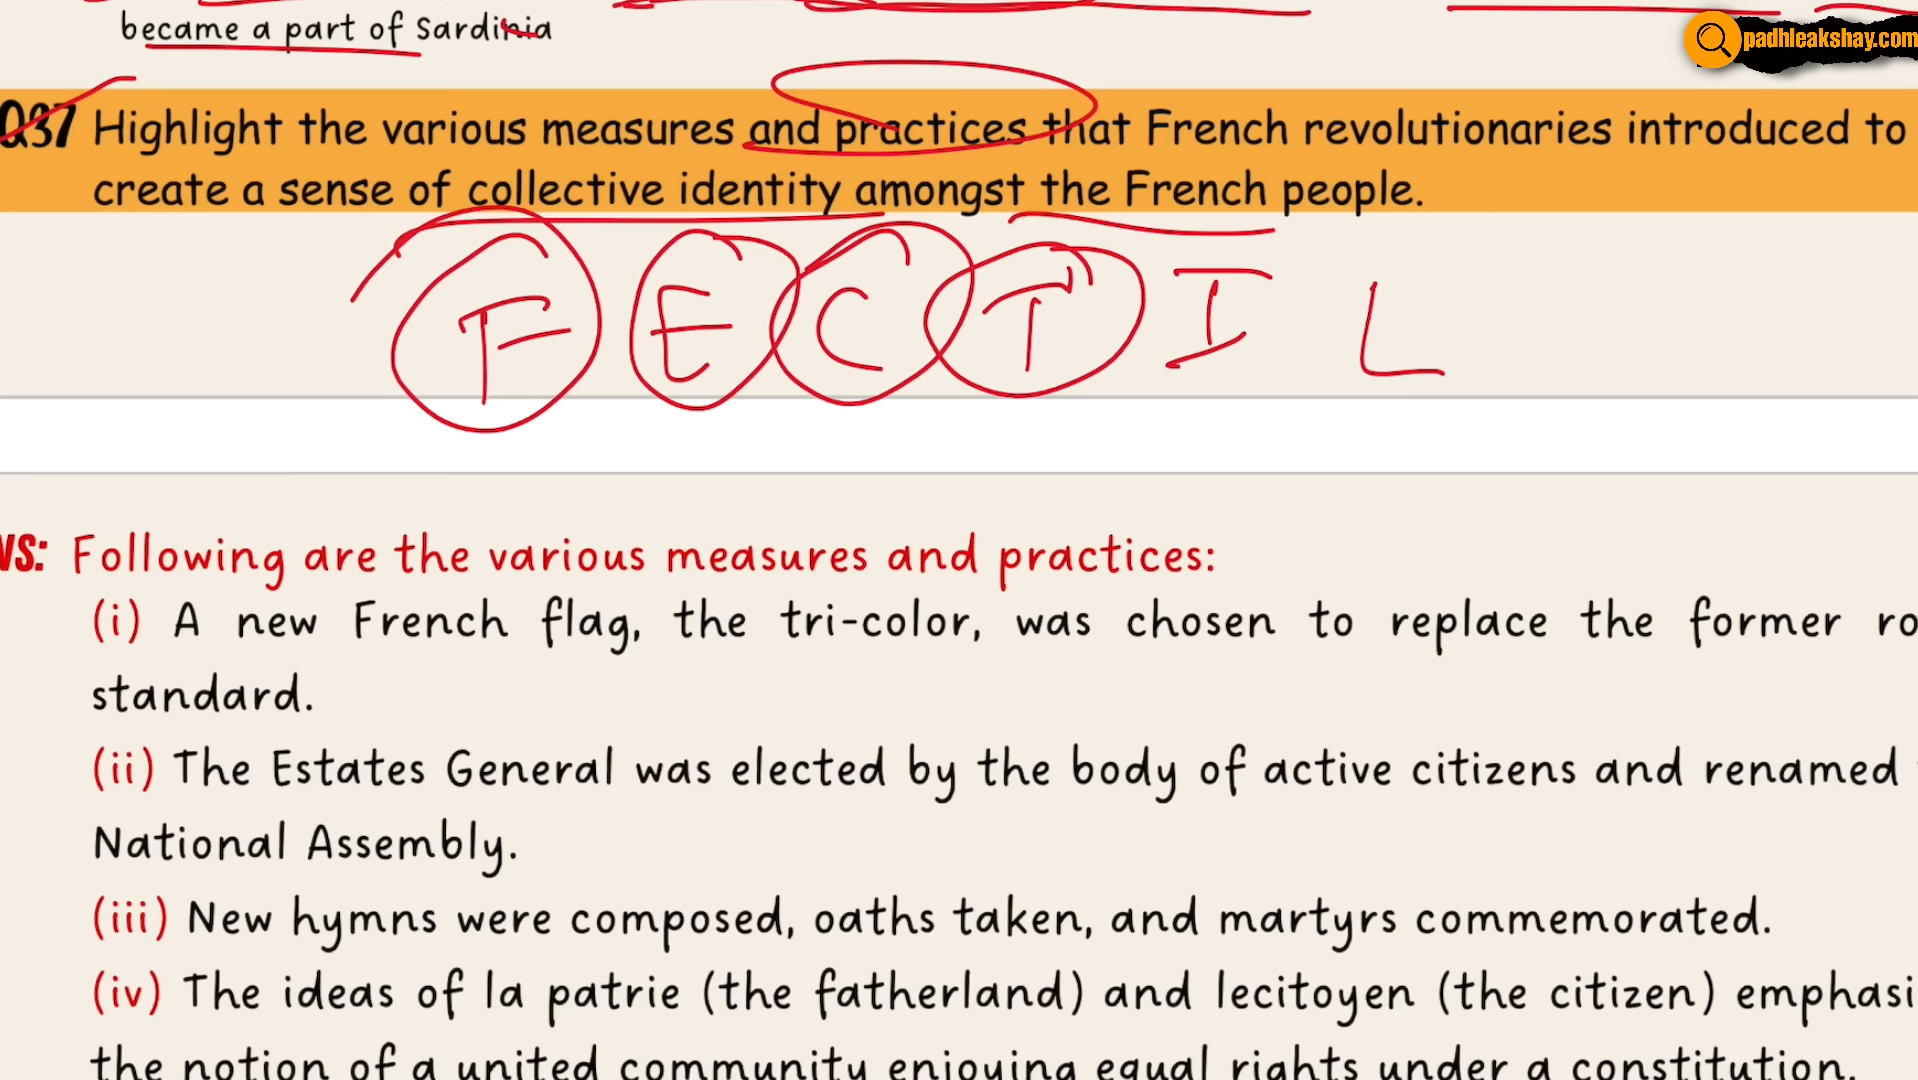 became a part of Sardinia
padhleakshay.com
Q37 Highlight the various measures and practices that French revolutionaries introduced to
create a sense of collective identity amongst the French people.
F E C T I L
Following are the various measures and practices:
(i) A new French flag, the tri-color, was chosen to replace the former
standard.
(ii) The Estates General was elected by the body of active citizens and renamed
National Assembly.
(iii) New hymns were composed, oaths taken, and martyrs commemorated.
(iv) The ideas of la patrie (the fatherland) and lecitoyen (the citizen)
the notion of a united community enjoying equal rights under a constitution.